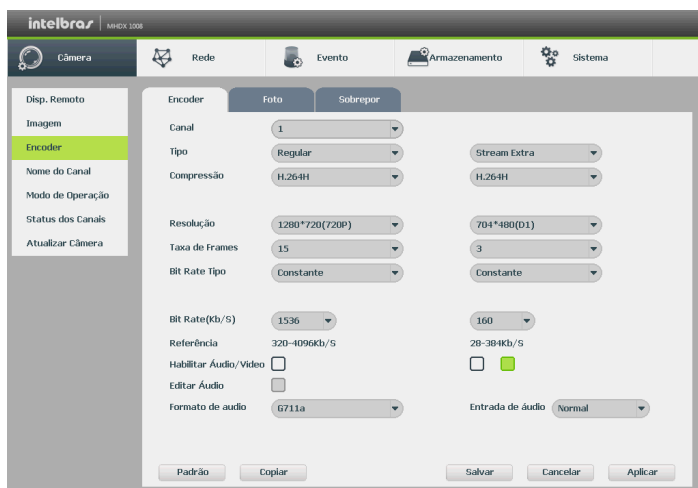 intelbras MHDX 1008
Câmera Rede Evento Armazenamento Sistema
Disp. Remoto
Imagem
Encoder
Nome do Canal
Modo de Operação
Status dos Canais
Atualizar Câmera
Encoder Foto Sobrepor
Canal 1
Tipo Regular Stream Extra
Compressão H.264H H.264H
Resolução 1280*720(720P) 704*480(D1)
Taxa de Frames 15 3
Bit Rate Tipo Constante Constante
Bit Rate(Kb/S) 1536 160
Referência 320-4096Kb/S 28-384Kb/S
Habilitar Áudio/Video
Editar Áudio
Formato de audio G711a Entrada de áudio Normal
Padrão Copiar Salvar Cancelar Aplicar